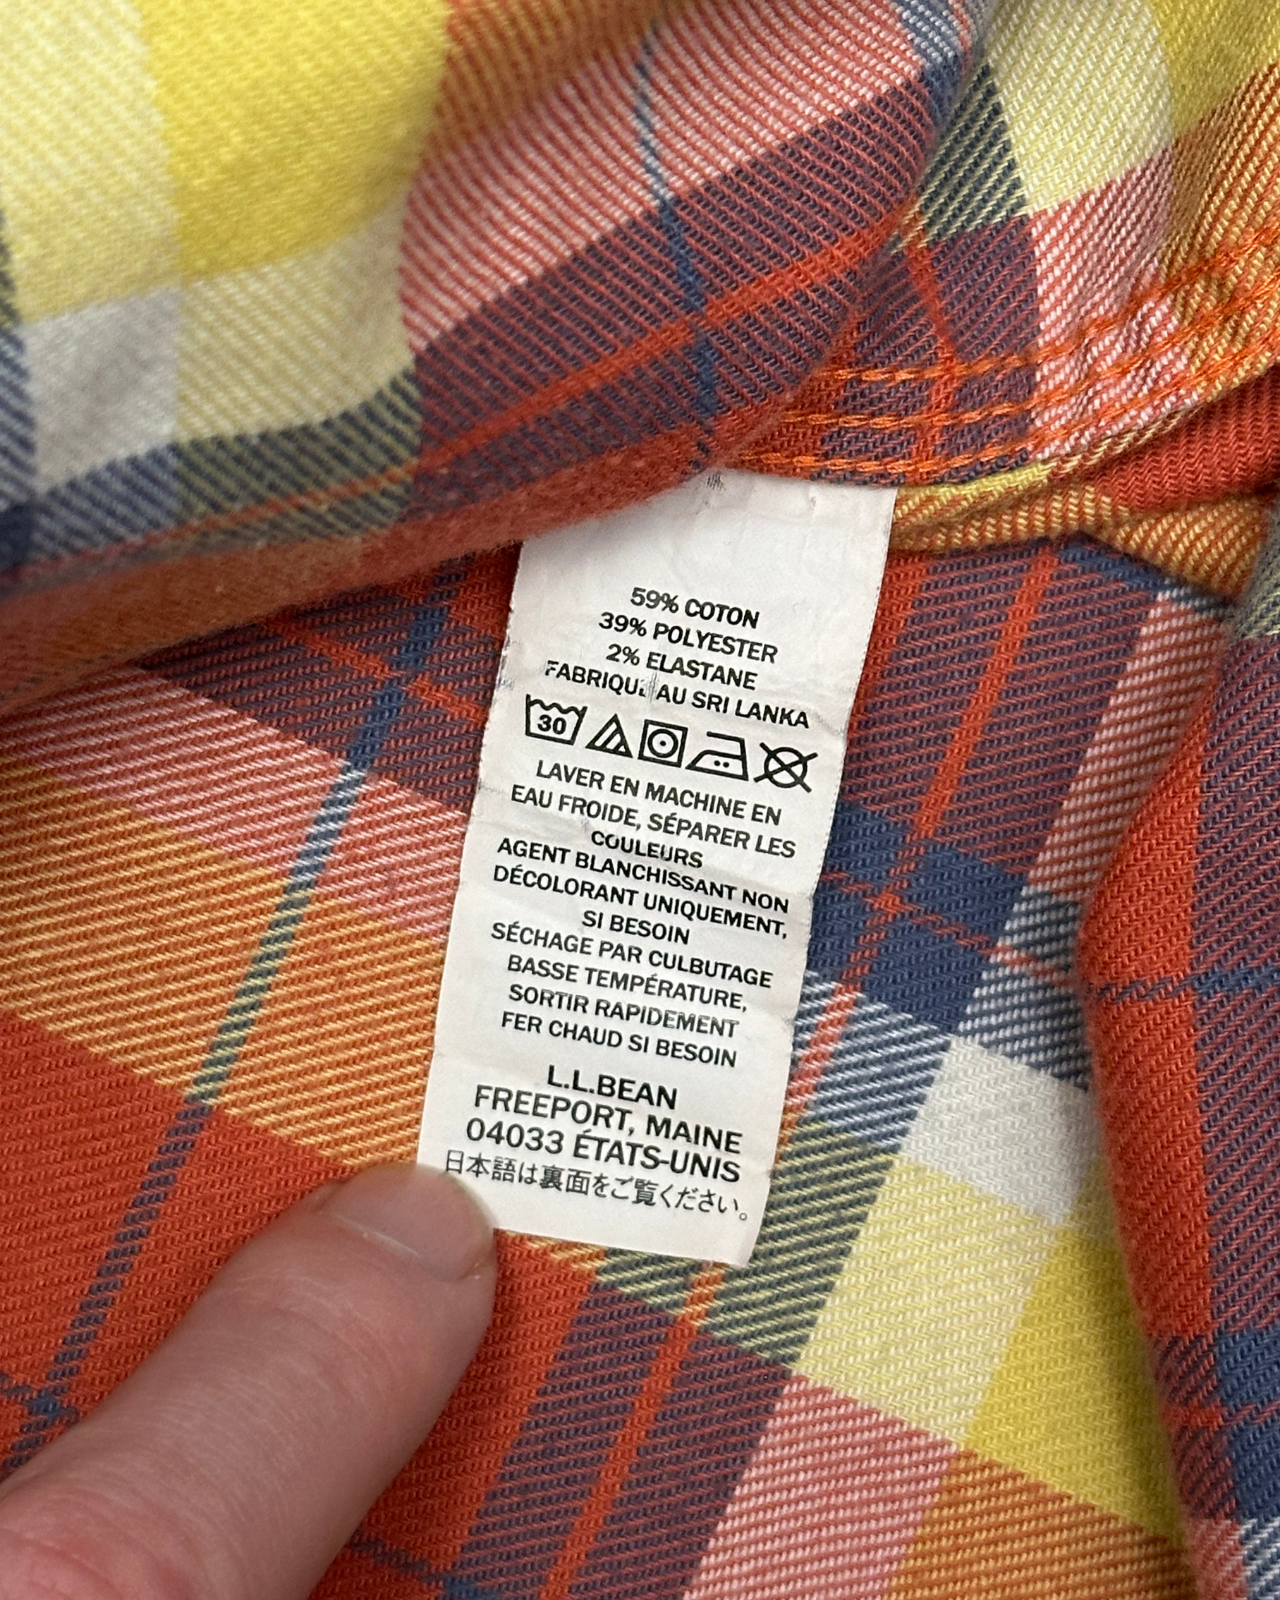 59% COTON
39% POLYESTER
2% ELASTANE
FABRIQUÉ AU SRI LANKA
30
LAVER EN MACHINE EN
EAU FROIDE, SÉPARER LES
COULEURS
AGENT BLANCHISSANT NON
DÉCOLORANT UNIQUEMENT,
SI BESOIN
SÉCHAGE PAR CULBUTAGE
BASSE TEMPÉRATURE,
SORTIR RAPIDEMENT
FER CHAUD SI BESOIN
L.L.BEAN
FREEPORT, MAINE
04033 ÉTATS-UNIS
日本語は裏面をご覧ください。